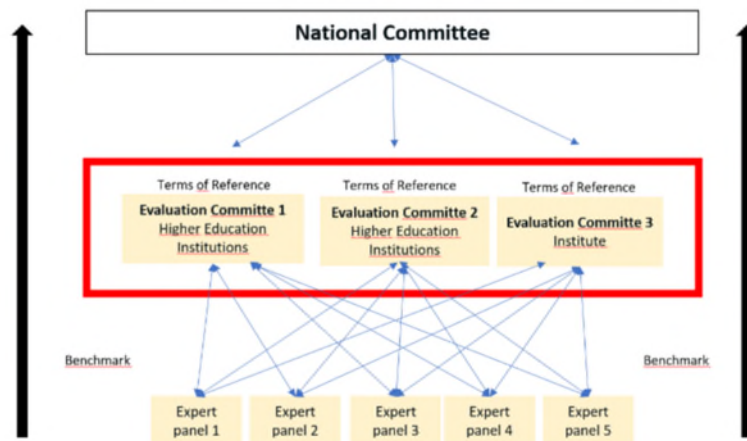 National Committee
Terms of Reference
Terms of Reference
Terms of Reference
Evaluation Committe 1
Higher Education
Institutions
Evaluation Committe 2
Higher Education
Institutions
Evaluation Committe 3
Institute
Benchmark
Benchmark
Expert
panel 1
Expert
panel 2
Expert
panel 3
Expert
panel 4
Expert
panel 5